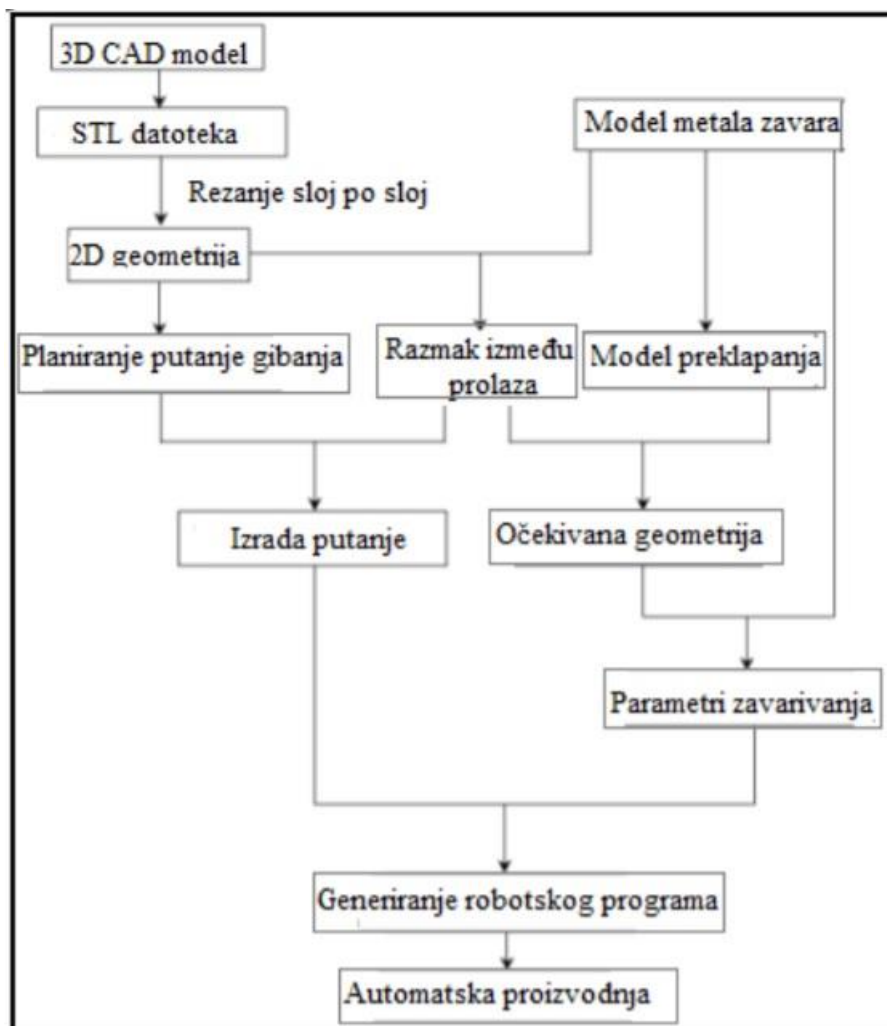 3D CAD model
STL datoteka
Model metala zavara
Rezanje sloj po sloj
2D geometrija
Planiranje putanje gibanja
Razmak između
prolaza
Model preklapanja
Izrada putanje
Očekivana geometrija
Parametri zavarivanja
Generiranje robotskog programa
Automatska proizvodnja